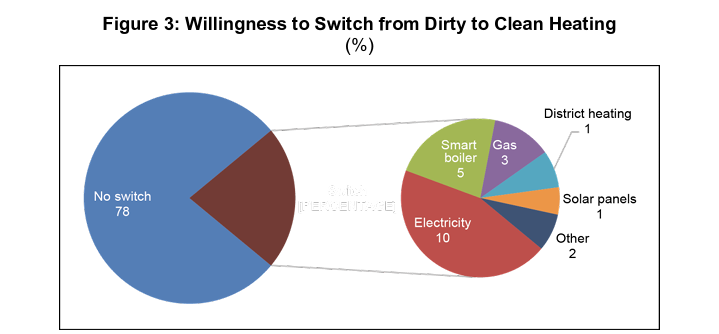 Figure 3: Willingness to Switch from Dirty to Clean Heating
(%)
No switch
78
[PERCENTAGE]
Smart
boiler
5
Gas
3
District heating
1
Solar panels
1
Other
2
Electricity
10